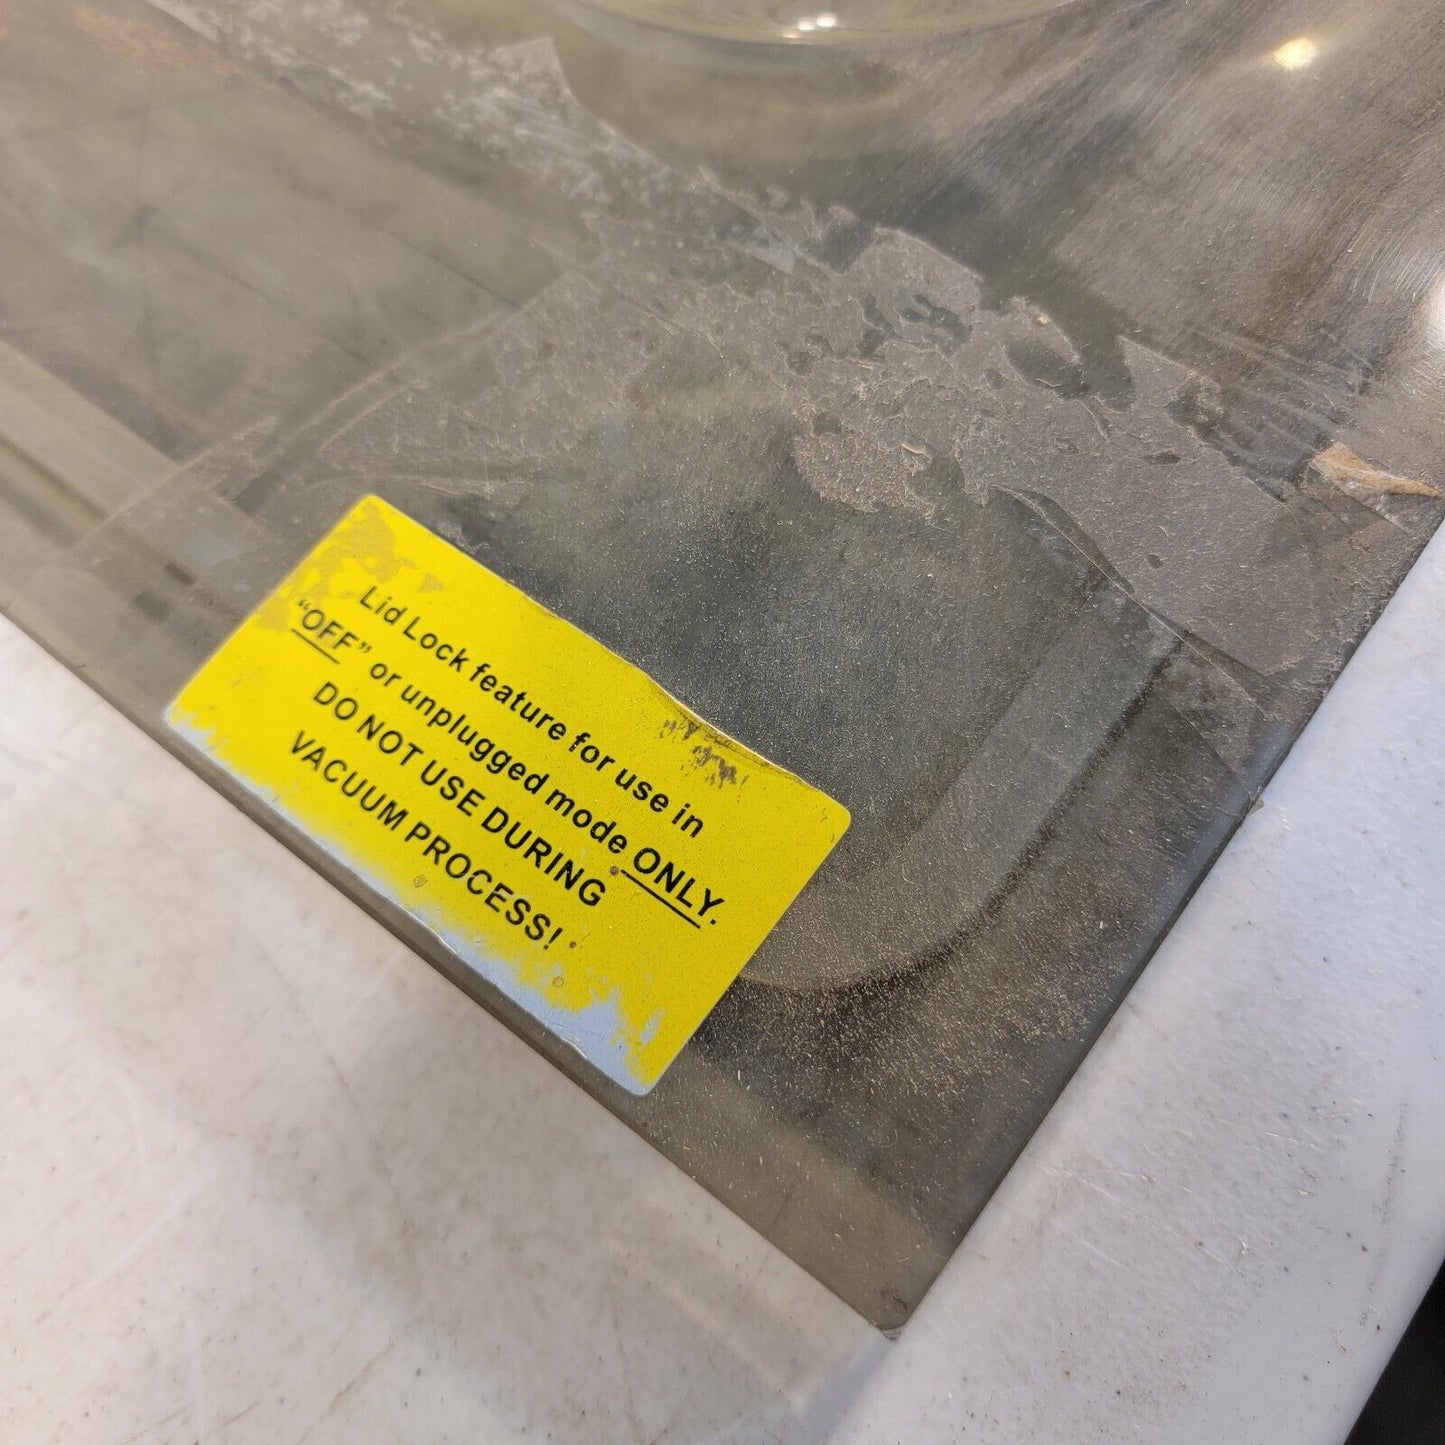 Lid Lock feature for use in
“OFF” or unplugged mode ONLY.
DO NOT USE DURING
VACUUM PROCESS!